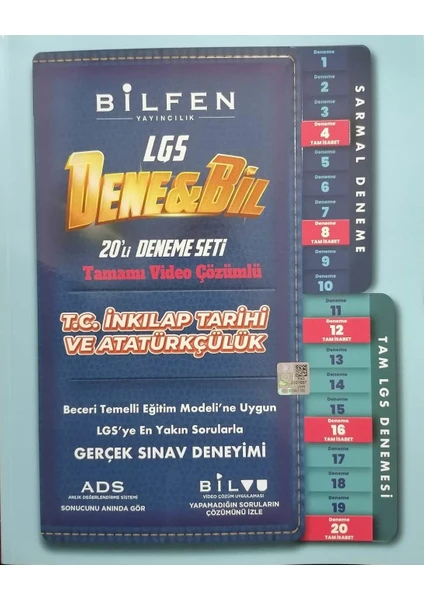 BİLFEN
YAYINCILIK
LGS
DENE&BİL
20'Lİ DENEME SETİ
Tamamı Video Çözümlü
T.C. İNKILAP TARİHİ
VE ATATÜRKÇÜLÜK
Beceri Temelli Eğitim Modeli'ne Uygun
LGS'ye En Yakın Sorularla
GERÇEK SINAV DENEYİMİ
ADS
ANLIK DEĞERLENDİRME SİSTEMİ
SONUCUNU ANINDA GÖR
BİLVU
VİDEO ÇÖZÜM UYGULAMASI
YAPAMADIĞIN SORULARIN
ÇÖZÜMÜNÜ İZLE
Deneme
1
Deneme
2
Deneme
3
Deneme
4
TAM İSABET
Deneme
5
Deneme
6
Deneme
7
Deneme
8
TAM İSABET
Deneme
9
Deneme
10
SARMAL DENEME
Deneme
11
Deneme
12
TAM İSABET
Deneme
13
Deneme
14
Deneme
15
Deneme
16
TAM İSABET
Deneme
17
Deneme
18
Deneme
19
Deneme
20
TAM İSABET
TAM LGS DENEMESİ